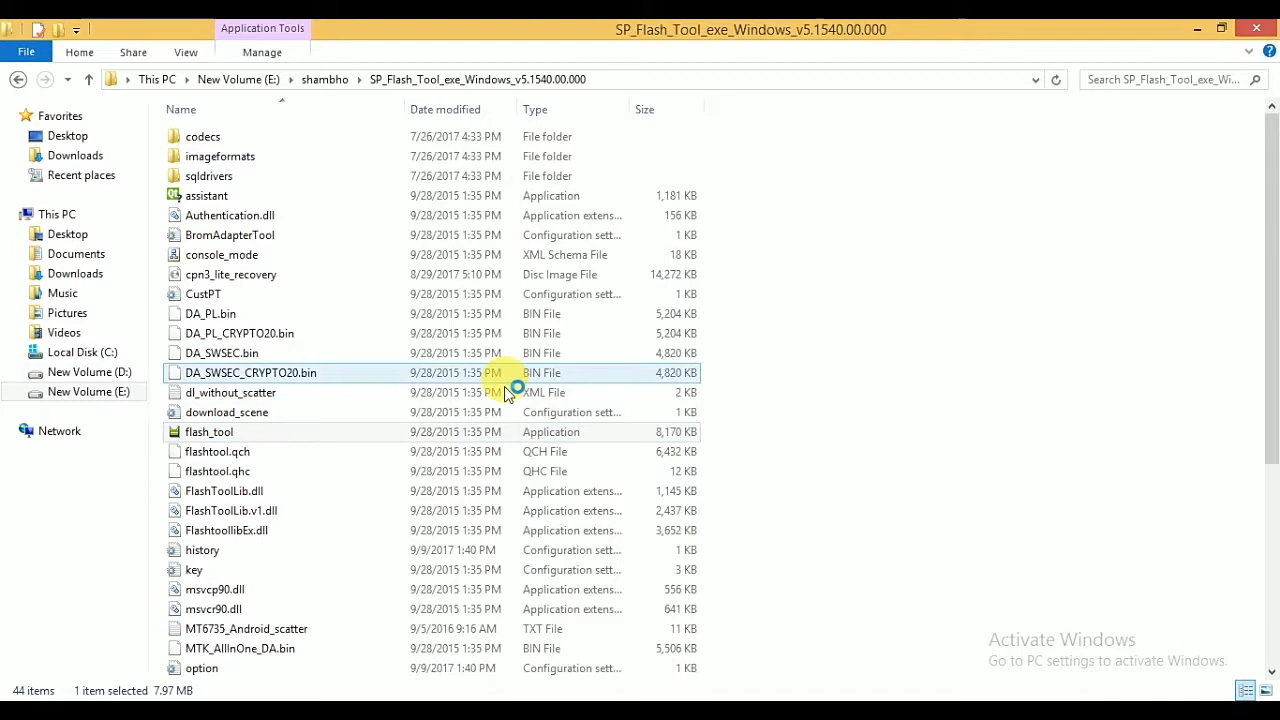 Application Tools
SP_Flash_Tool_exe_Windows_v5.1540.00.000
File Home Share View Manage
This PC New Volume (E:) shambho SP_Flash_Tool_exe_Windows_v5.1540.00.000
Search SP_Flash_Tool_exe_Wi...
Favorites
Desktop
Downloads
Recent places
This PC
Desktop
Documents
Downloads
Music
Pictures
Videos
Local Disk (C:)
New Volume (D:)
New Volume (E:)
Network
Name Date modified Type Size
codecs 7/26/2017 4:33 PM File folder
imageformats 7/26/2017 4:33 PM File folder
sqldrivers 7/26/2017 4:33 PM File folder
assistant 9/28/2015 1:35 PM Application 1,181 KB
Authentication.dll 9/28/2015 1:35 PM Application extens... 156 KB
BromAdapterTool 9/28/2015 1:35 PM Configuration sett... 1 KB
console_mode 9/28/2015 1:35 PM XML Schema File 18 KB
cpn3_lite_recovery 8/29/2017 5:10 PM Disc Image File 14,272 KB
CustPT 9/28/2015 1:35 PM Configuration sett... 1 KB
DA_PL.bin 9/28/2015 1:35 PM BIN File 5,204 KB
DA_PL_CRYPTO20.bin 9/28/2015 1:35 PM BIN File 5,204 KB
DA_SWSEC.bin 9/28/2015 1:35 PM BIN File 4,820 KB
DA_SWSEC_CRYPTO20.bin 9/28/2015 1:35 PM BIN File 4,820 KB
dl_without_scatter 9/28/2015 1:35 PM XML File 2 KB
download_scene 9/28/2015 1:35 PM Configuration sett... 1 KB
flash_tool 9/28/2015 1:35 PM Application 8,170 KB
flashtool.qch 9/28/2015 1:35 PM QCH File 6,432 KB
flashtool.qhc 9/28/2015 1:35 PM QHC File 12 KB
FlashToolLib.dll 9/28/2015 1:35 PM Application extens... 1,145 KB
FlashToolLib.v1.dll 9/28/2015 1:35 PM Application extens... 2,437 KB
FlashtoollibEx.dll 9/28/2015 1:35 PM Application extens... 3,652 KB
history 9/9/2017 1:40 PM Configuration sett... 1 KB
key 9/28/2015 1:35 PM Configuration sett... 3 KB
msvcp90.dll 9/28/2015 1:35 PM Application extens... 556 KB
msvcr90.dll 9/28/2015 1:35 PM Application extens... 641 KB
MT6735_Android_scatter 9/5/2016 9:16 AM TXT File 11 KB
MTK_AllInOne_DA.bin 9/28/2015 1:35 PM BIN File 5,506 KB
option 9/9/2017 1:40 PM Configuration sett... 1 KB
Activate Windows
Go to PC settings to activate Windows.
44 items 1 item selected 7.97 MB